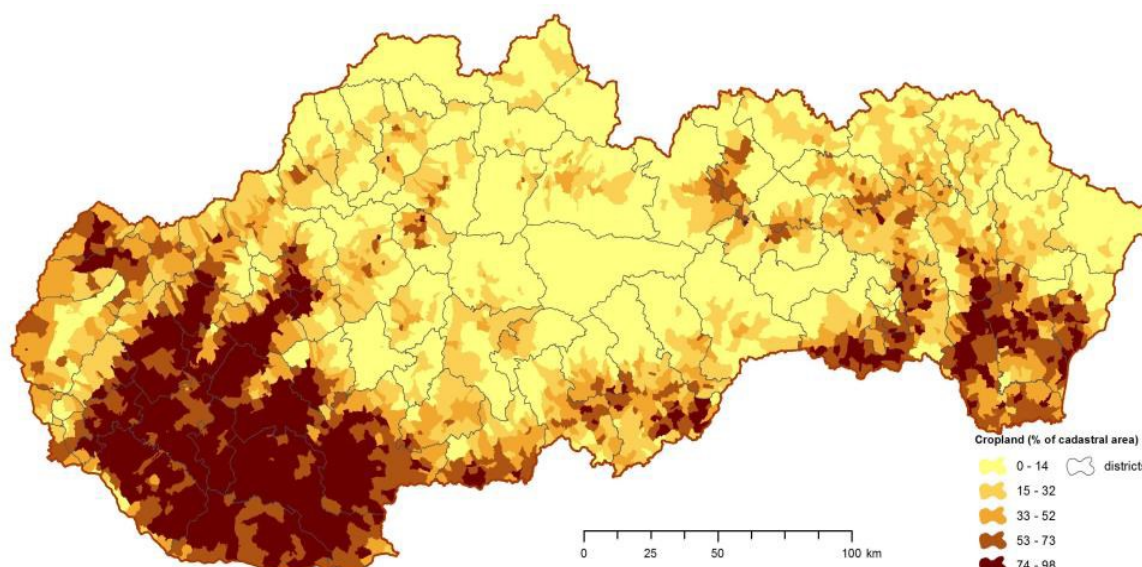 Cropland (% of cadastral area)
0 - 14 districts
15 - 32
33 - 52
53 - 73
74 - 98
0 25 50 100 km